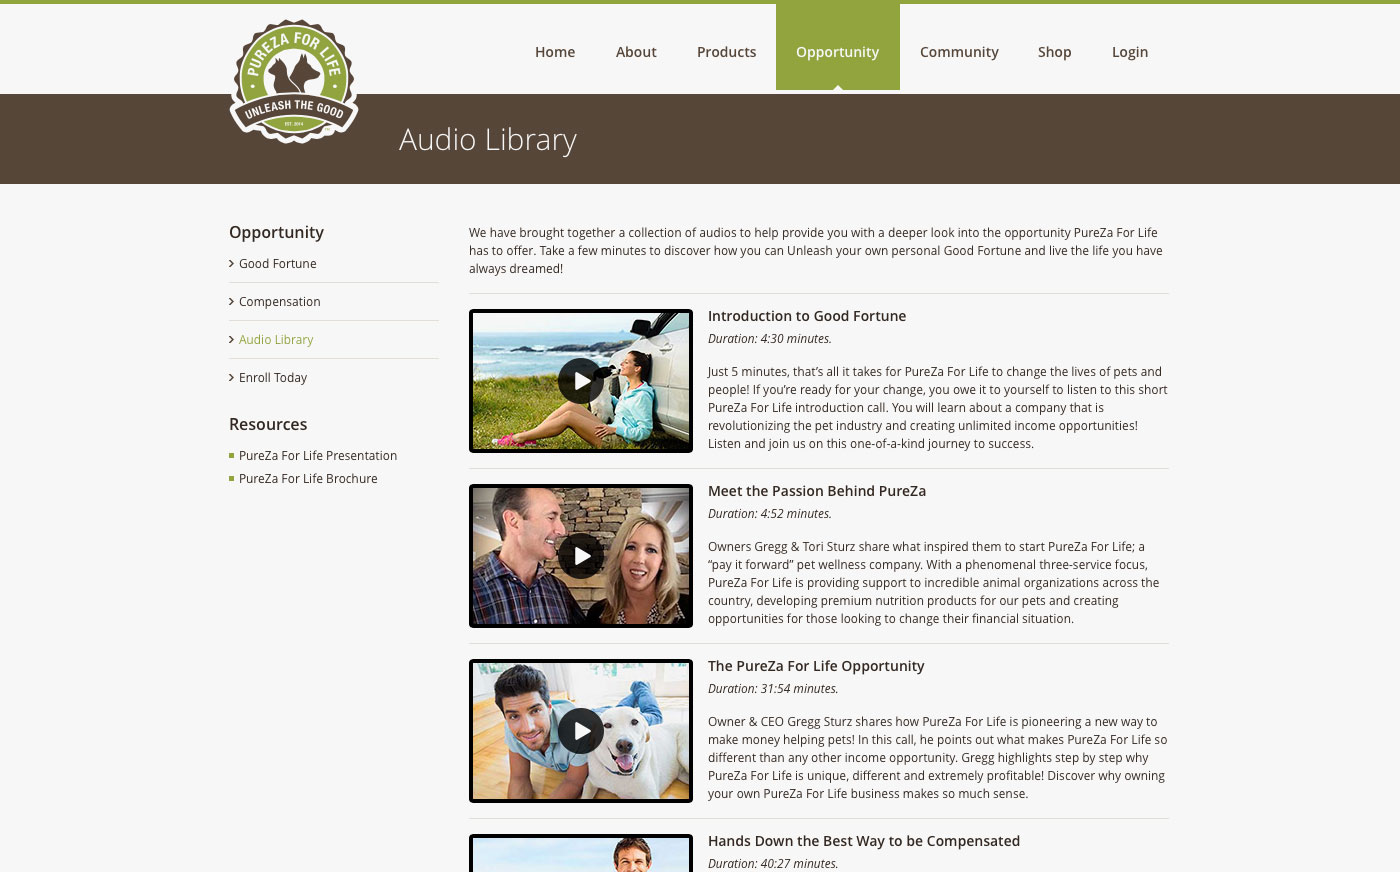 PUREZA FOR LIFE
UNLEASH THE GOOD
EST. 2014
Home
About
Products
Opportunity
Community
Shop
Login
Audio Library
Opportunity
Good Fortune
Compensation
Audio Library
Enroll Today
Resources
PureZa For Life Presentation
PureZa For Life Brochure
We have brought together a collection of audios to help provide you with a deeper look into the opportunity PureZa For Life
has to offer. Take a few minutes to discover how you can Unleash your own personal Good Fortune and live the life you have
always dreamed!
Introduction to Good Fortune
Duration: 4:30 minutes.
Just 5 minutes, that’s all it takes for PureZa For Life to change the lives of pets and
people! If you’re ready for your change, you owe it to yourself to listen to this short
PureZa For Life introduction call. You will learn about a company that is
revolutionizing the pet industry and creating unlimited income opportunities!
Listen and join us on this one-of-a-kind journey to success.
Meet the Passion Behind PureZa
Duration: 4:52 minutes.
Owners Gregg & Tori Sturz share what inspired them to start PureZa For Life; a
“pay it forward” pet wellness company. With a phenomenal three-service focus,
PureZa For Life is providing support to incredible animal organizations across the
country, developing premium nutrition products for our pets and creating
opportunities for those looking to change their financial situation.
The PureZa For Life Opportunity
Duration: 31:54 minutes.
Owner & CEO Gregg Sturz shares how PureZa For Life is pioneering a new way to
make money helping pets! In this call, he points out what makes PureZa For Life so
different than any other income opportunity. Gregg highlights step by step why
PureZa For Life is unique, different and extremely profitable! Discover why owning
your own PureZa For Life business makes so much sense.
Hands Down the Best Way to be Compensated
Duration: 40:27 minutes.